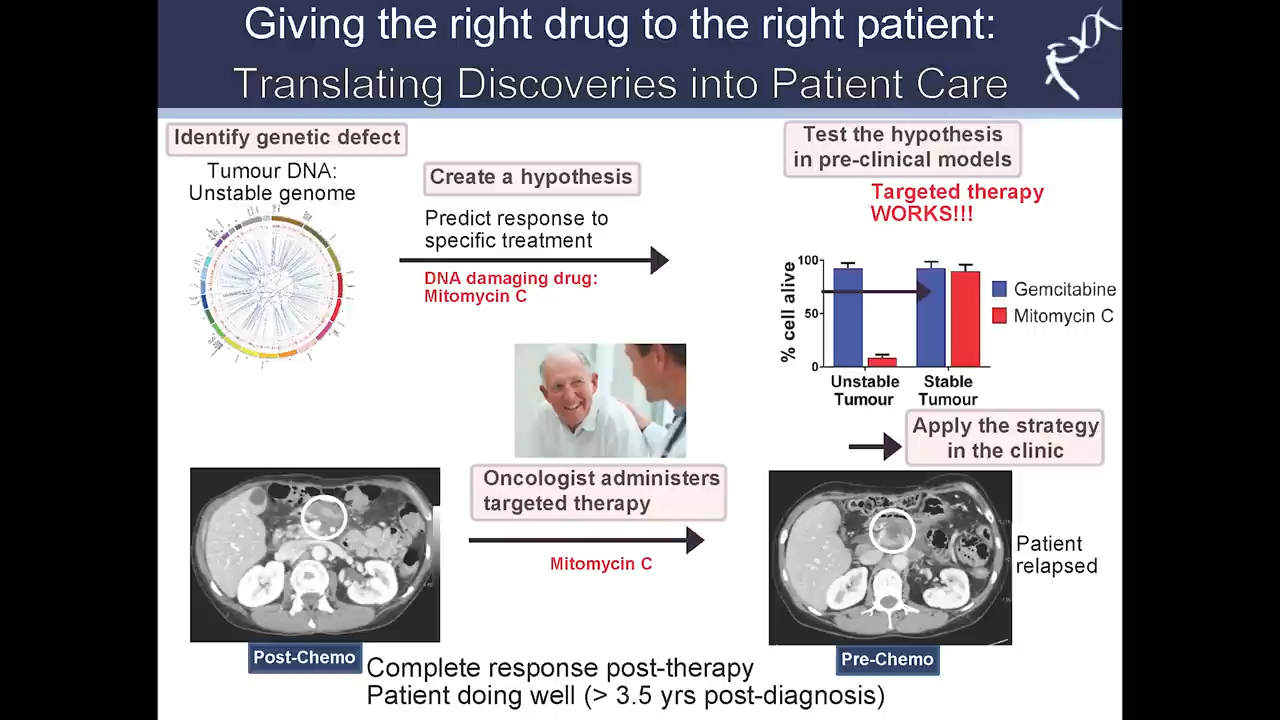 Giving the right drug to the right patient:
Translating Discoveries into Patient Care
Identify genetic defect
Tumour DNA:
Unstable genome
Create a hypothesis
Predict response to
specific treatment
DNA damaging drug:
Mitomycin C
Test the hypothesis
in pre-clinical models
Targeted therapy
WORKS!!!
% cell alive
100
50
0
Gemcitabine
Mitomycin C
Unstable
Tumour
Stable
Tumour
Apply the strategy
in the clinic
Oncologist administers
targeted therapy
Mitomycin C
Patient
relapsed
Post-Chemo
Pre-Chemo
Complete response post-therapy
Patient doing well (> 3.5 yrs post-diagnosis)